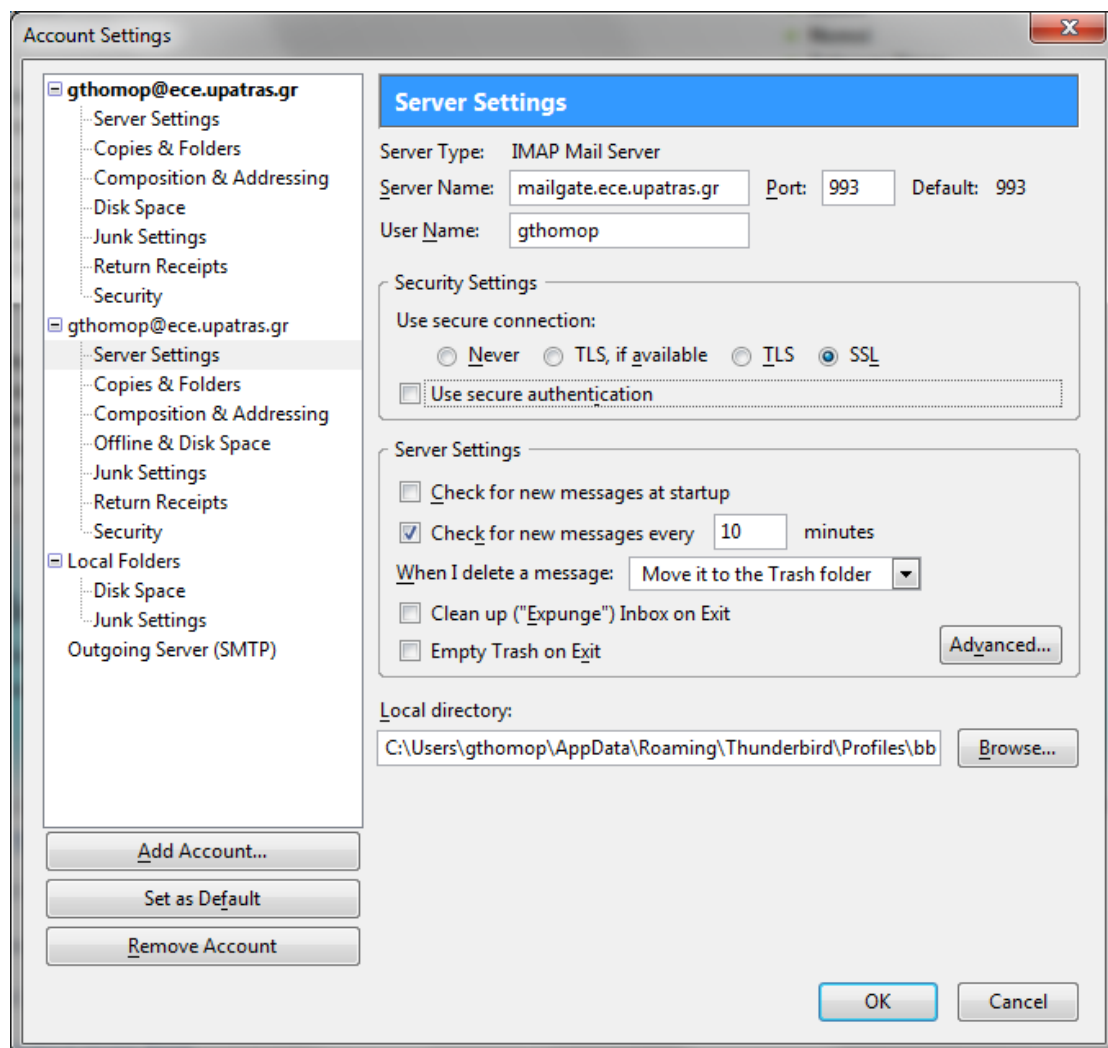 Account Settings
gthomop@ece.upatras.gr
Server Settings
Copies & Folders
Composition & Addressing
Disk Space
Junk Settings
Return Receipts
Security
gthomop@ece.upatras.gr
Server Settings
Copies & Folders
Composition & Addressing
Offline & Disk Space
Junk Settings
Return Receipts
Security
Local Folders
Disk Space
Junk Settings
Outgoing Server (SMTP)
Add Account...
Set as Default
Remove Account
Server Settings
Server Type: IMAP Mail Server
Server Name: mailgate.ece.upatras.gr Port: 993 Default: 993
User Name: gthomop
Security Settings
Use secure connection:
Never TLS, if available TLS SSL
Use secure authentication
Server Settings
Check for new messages at startup
Check for new messages every 10 minutes
When I delete a message: Move it to the Trash folder
Clean up ("Expunge") Inbox on Exit
Empty Trash on Exit
Advanced...
Local directory:
C:\Users\gthomop\AppData\Roaming\Thunderbird\Profiles\bb Browse...
OK Cancel